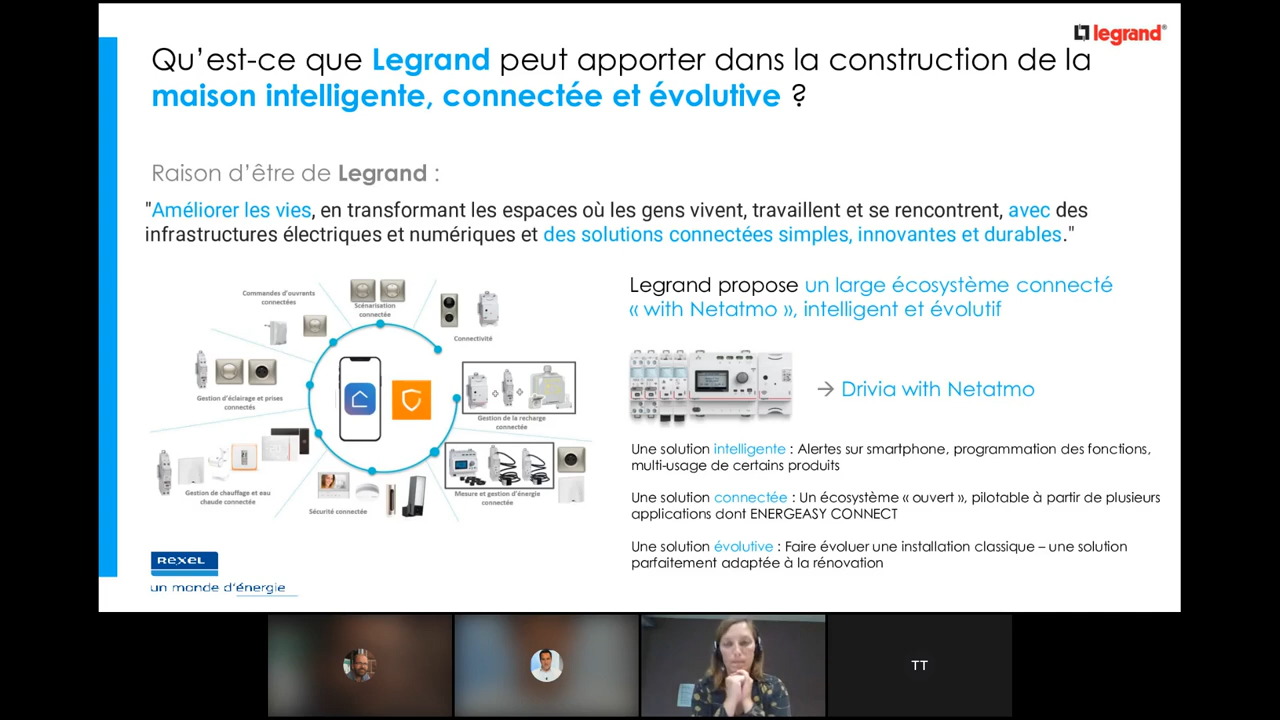 legrand®
Qu’est-ce que Legrand peut apporter dans la construction de la
maison intelligente, connectée et évolutive ?
Raison d’être de Legrand :
"Améliorer les vies, en transformant les espaces où les gens vivent, travaillent et se rencontrent, avec des
infrastructures électriques et numériques et des solutions connectées simples, innovantes et durables."
Commandes d’ouvrants
connectées
Scénarisation
connectée
Connectivité
Gestion d’éclairage et prises
connectés
Gestion de la recharge
connectée
Gestion de chauffage et eau
chaude connectée
Sécurité connectée
Mesure et gestion d’énergie
connectée
Legrand propose un large écosystème connecté
« with Netatmo », intelligent et évolutif
→ Drivia with Netatmo
Une solution intelligente : Alertes sur smartphone, programmation des fonctions,
multi-usage de certains produits
Une solution connectée : Un écosystème « ouvert », pilotable à partir de plusieurs
applications dont ENERGEASY CONNECT
Une solution évolutive : Faire évoluer une installation classique – une solution
parfaitement adaptée à la rénovation
REXEL
un monde d’énergie
TT